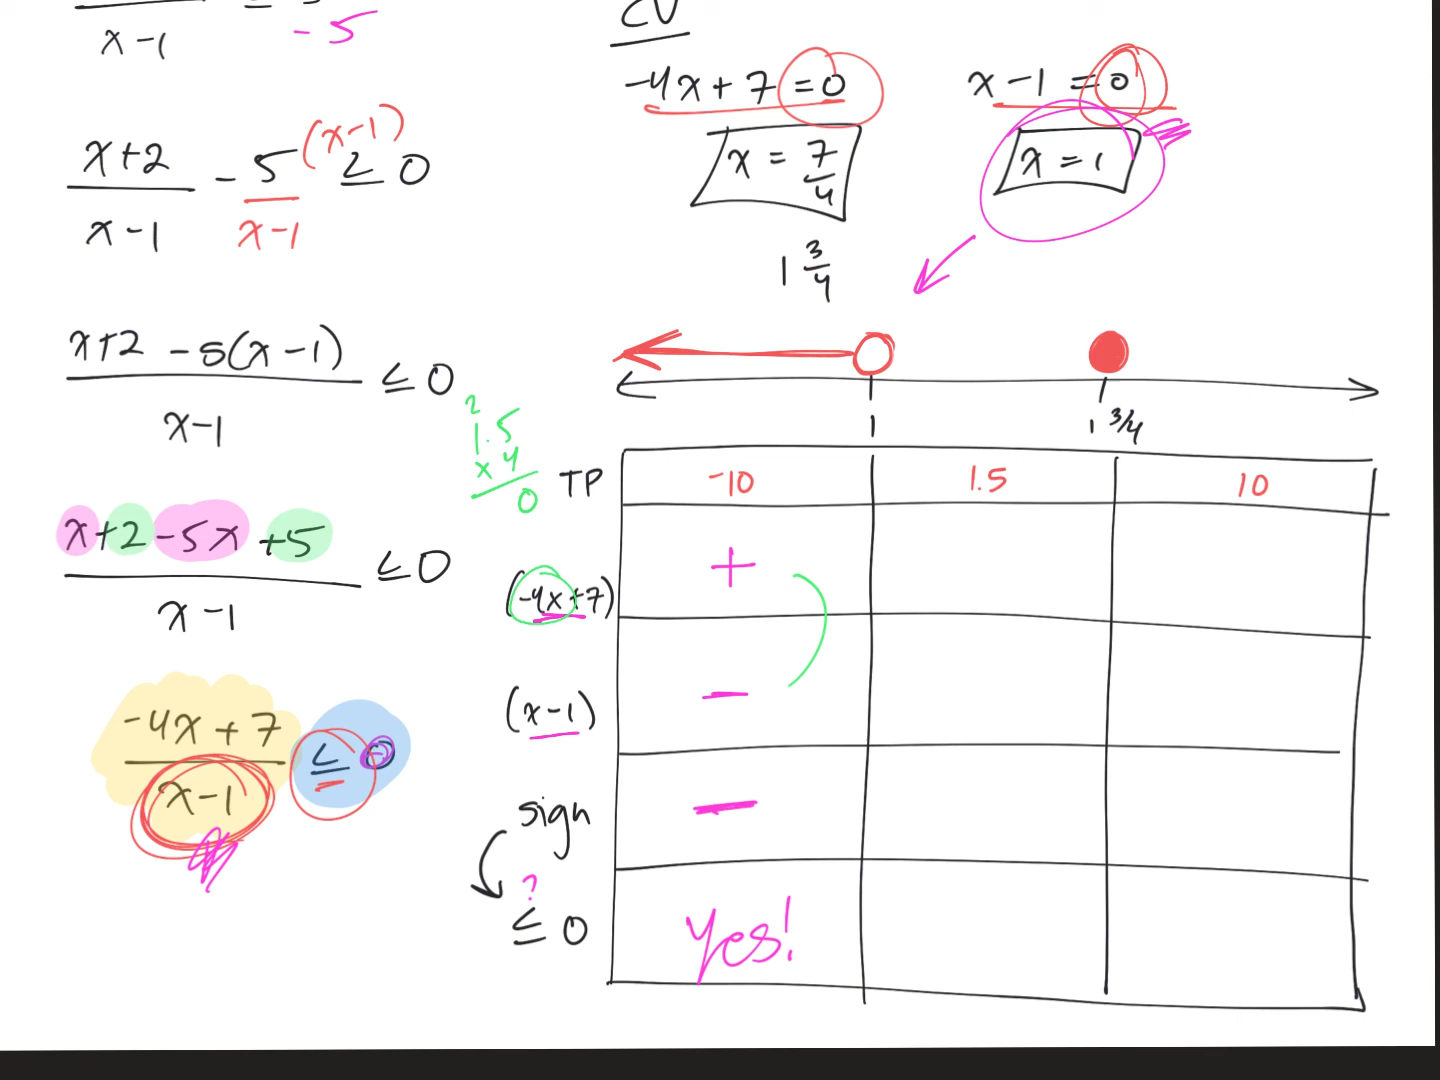 x-1
- 5
x+2 / x-1 - 5(x-1) / x-1 ≤ 0
x+2 -5(x-1) / x-1 ≤ 0
x+2-5x+5 / x-1 ≤ 0
-4x+7 / x-1 ≤ 0
CV
-4x+7 =0
x = 7/4
1 3/4
x-1 =0
x = 1
1
1 3/4
2
1.5
x 4
0
TP -10 1.5 10
(-4x+7) +
(x-1) -
sign -
?
≤ 0 Yes!